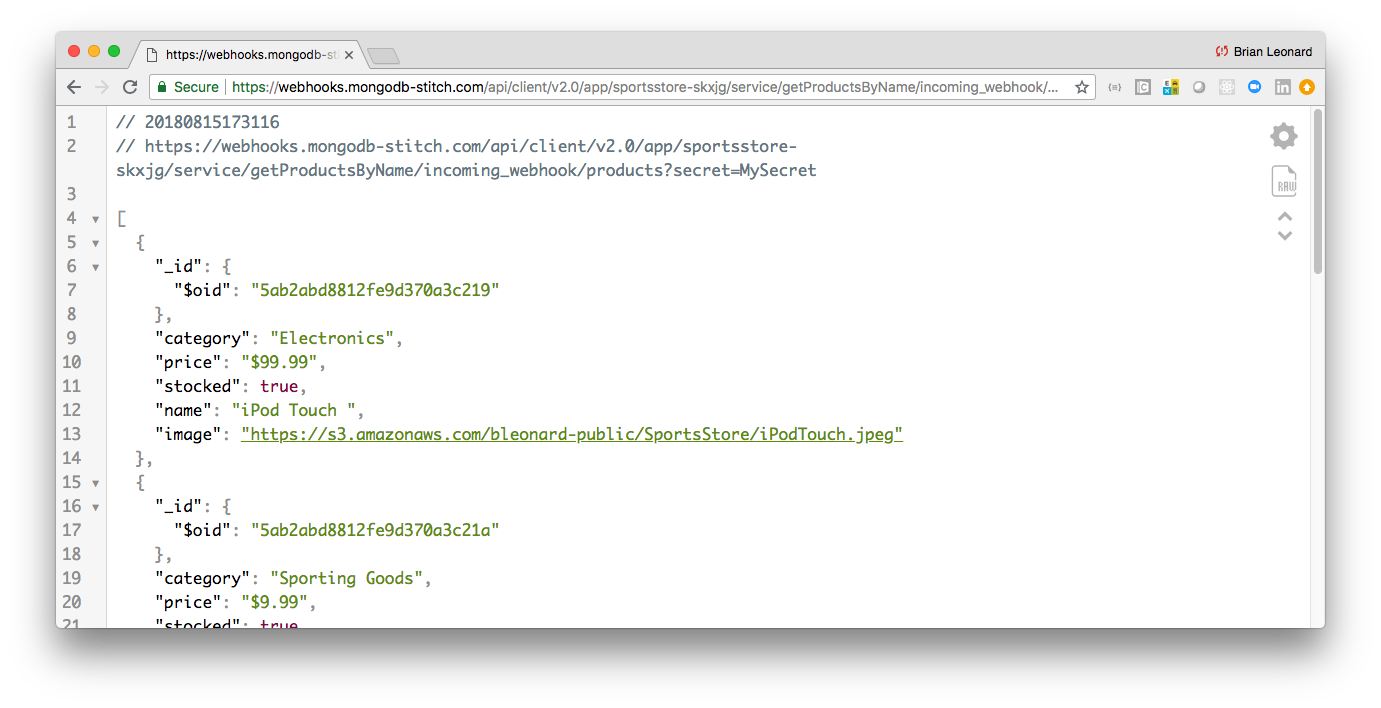 https://webhooks.mongodb-st
Brian Leonard
Secure https://webhooks.mongodb-stitch.com/api/client/v2.0/app/sportsstore-skxjg/service/getProductsByName/incoming_webhook/...
1 // 20180815173116
2 // https://webhooks.mongodb-stitch.com/api/client/v2.0/app/sportsstore-
skxjg/service/getProductsByName/incoming_webhook/products?secret=MySecret
3
4 [
5 {
6 "_id": {
7 "$oid": "5ab2abd8812fe9d370a3c219"
8 },
9 "category": "Electronics",
10 "price": "$99.99",
11 "stocked": true,
12 "name": "iPod Touch ",
13 "image": "https://s3.amazonaws.com/bleonard-public/SportsStore/iPodTouch.jpeg"
14 },
15 {
16 "_id": {
17 "$oid": "5ab2abd8812fe9d370a3c21a"
18 },
19 "category": "Sporting Goods",
20 "price": "$9.99",
21 "stocked": true
RAW